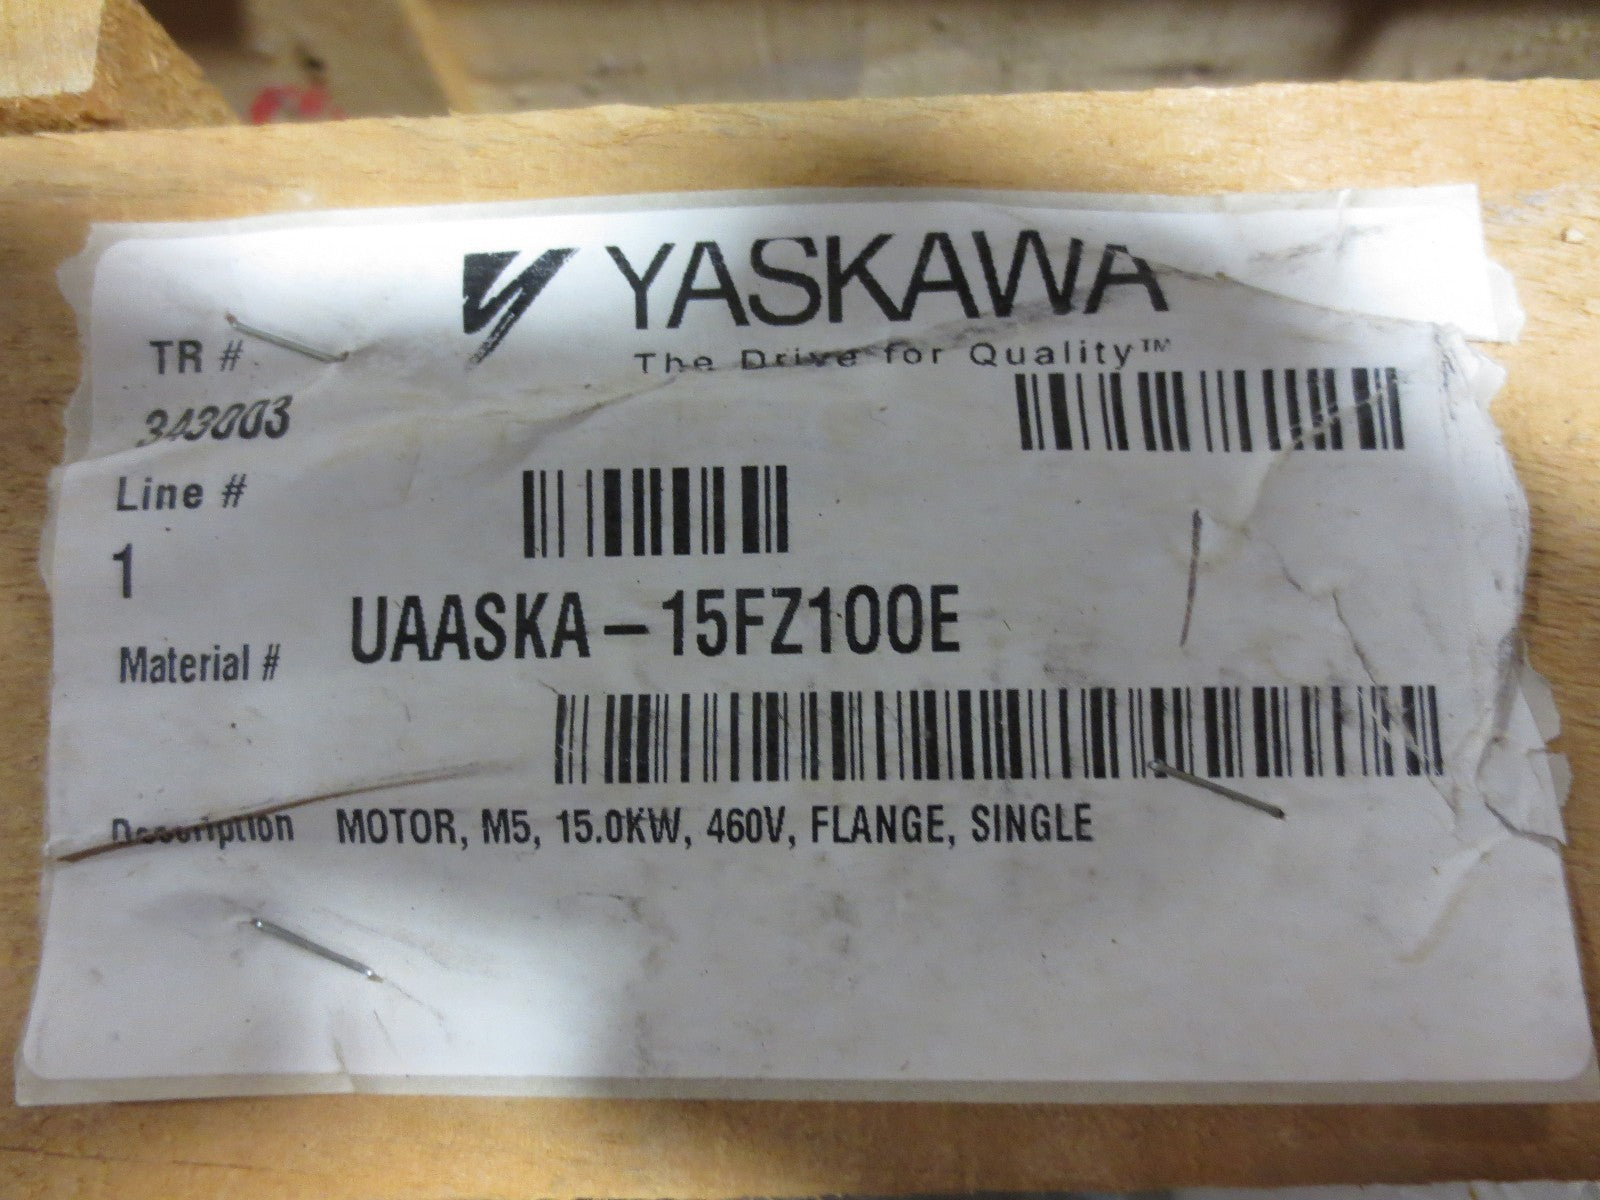 YASKAWA
The Drive for Quality™
TR #
343003
Line #
1
UAASKA-15FZ100E
Material #
Description MOTOR, M5, 15.0KW, 460V, FLANGE, SINGLE